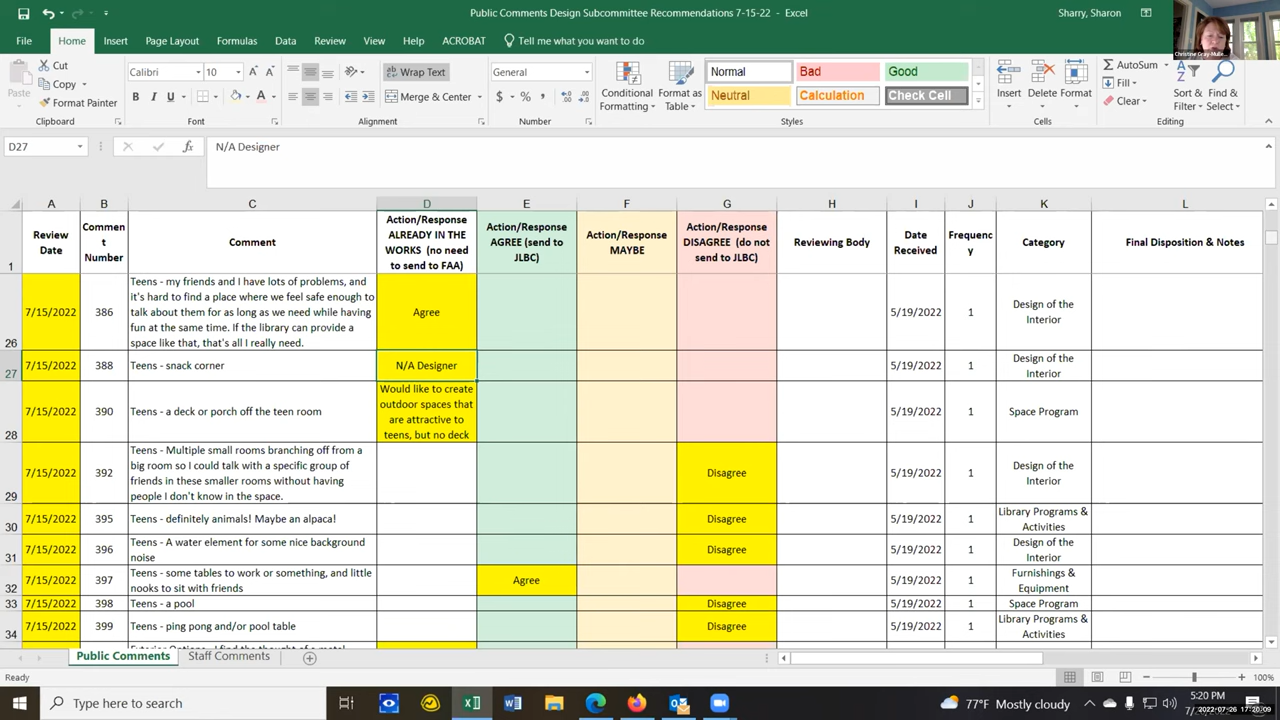 Public Comments Design Subcommittee Recommendations 7-15-22 - Excel
Sharry, Sharon
File Home Insert Page Layout Formulas Data Review View Help ACROBAT Tell me what you want to do
Cut
Copy
Format Painter
Paste
Clipboard
Calibri 10
B I U
Font
Wrap Text
Merge & Center
Alignment
General
$ % ,
Number
Conditional Formatting
Format as Table
Normal Bad Good
Neutral Calculation Check Cell
Styles
Insert Delete Format
Cells
AutoSum
Fill
Clear
Sort & Filter
Find & Select
Editing
D27 fx N/A Designer
A B C D E F G H I J K L
1
Review Date
Commen
t
Number
Comment
Action/Response
ALREADY IN THE
WORKS (no need
to send to FAA)
Action/Response
AGREE (send to
JLBC)
Action/Response
MAYBE
Action/Response
DISAGREE (do not
send to JLBC)
Reviewing Body
Date
Received
Frequenc
y
Category
Final Disposition & Notes
26
7/15/2022
386
Teens - my friends and I have lots of problems, and
it's hard to find a place where we feel safe enough to
talk about them for as long as we need while having
fun at the same time. If the library can provide a
space like that, that's all I really need.
Agree
5/19/2022
1
Design of the
Interior
27
7/15/2022
388
Teens - snack corner
N/A Designer
5/19/2022
1
Design of the
Interior
28
7/15/2022
390
Teens - a deck or porch off the teen room
Would like to create
outdoor spaces that
are attractive to
teens, but no deck
5/19/2022
1
Space Program
29
7/15/2022
392
Teens - Multiple small rooms branching off from a
big room so I could talk with a specific group of
friends in these smaller rooms without having
people I don't know in the space.
Disagree
5/19/2022
1
Design of the
Interior
30
7/15/2022
395
Teens - definitely animals! Maybe an alpaca!
Disagree
5/19/2022
1
Library Programs &
Activities
31
7/15/2022
396
Teens - A water element for some nice background
noise
Disagree
5/19/2022
1
Design of the
Interior
32
7/15/2022
397
Teens - some tables to work or something, and little
nooks to sit with friends
Agree
5/19/2022
1
Furnishings &
Equipment
33
7/15/2022
398
Teens - a pool
Disagree
5/19/2022
1
Space Program
34
7/15/2022
399
Teens - ping pong and/or pool table
Disagree
5/19/2022
1
Library Programs &
Activities
Public Comments Staff Comments
Ready
100%
Type here to search
77°F Mostly cloudy
5:20 PM
2022-07-26 17:20:09